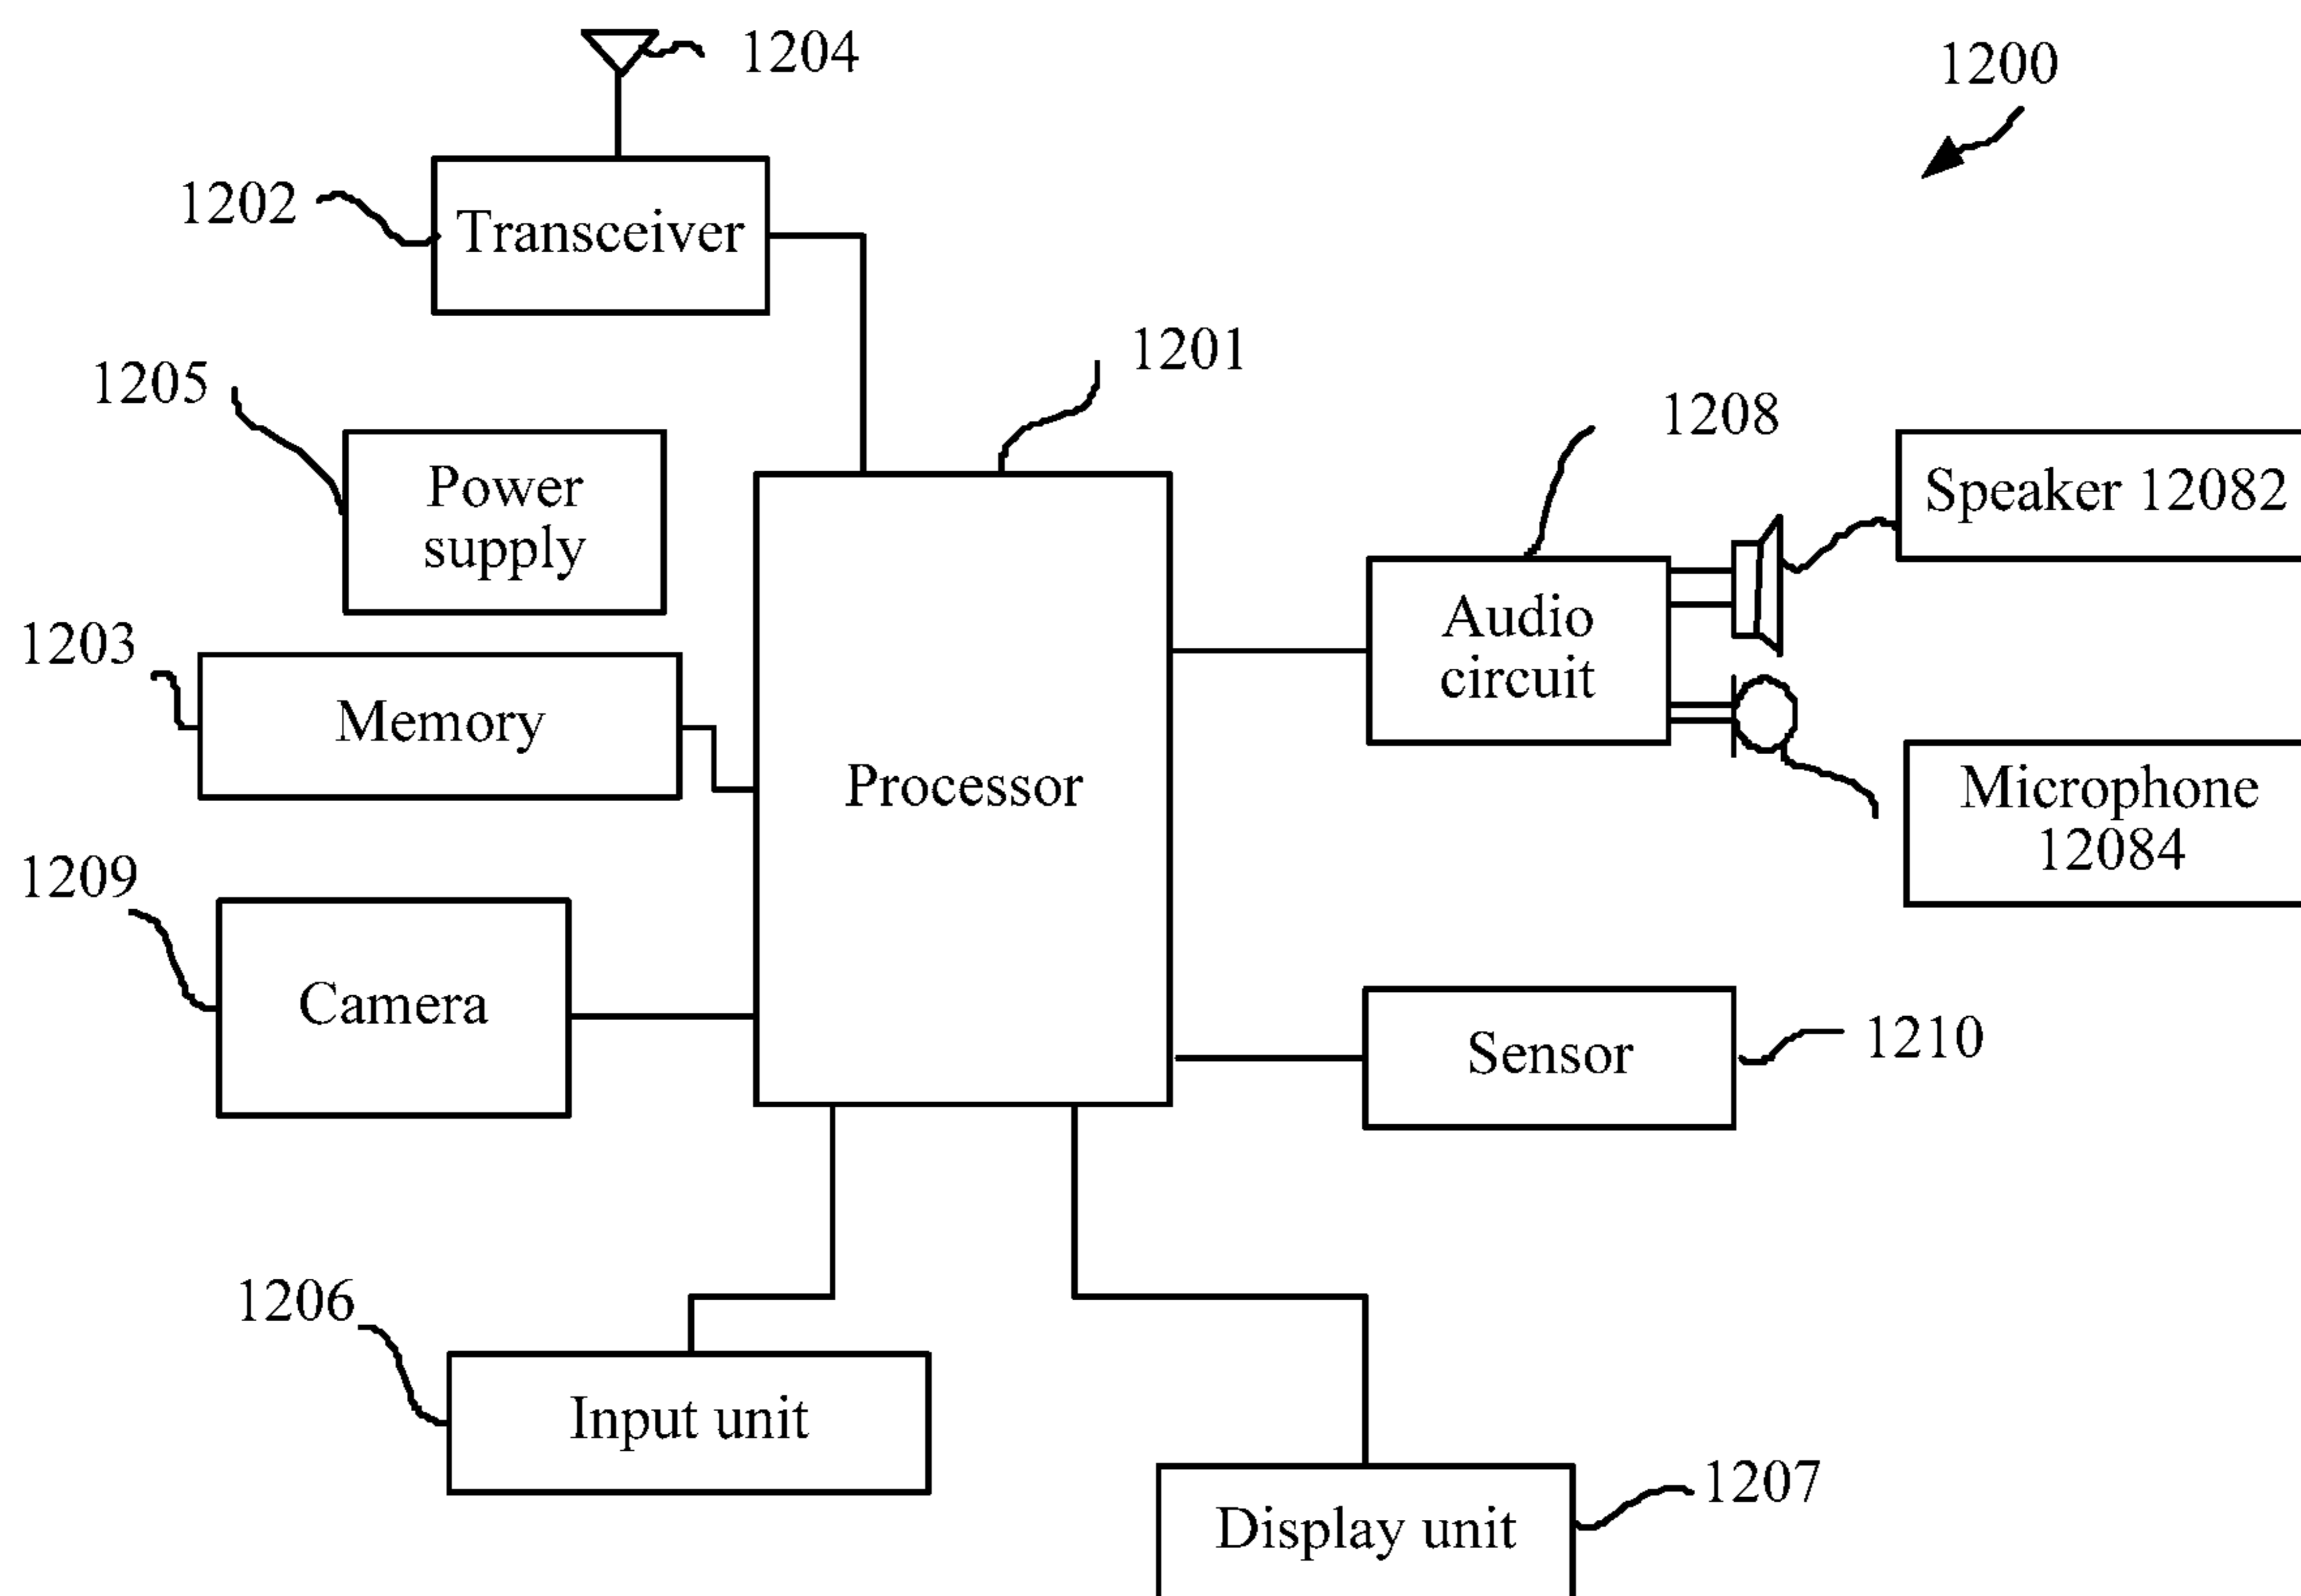 1204
1200
1202
Transceiver
1201
1205
1208
Power
supply
Speaker 12082
Audio
circuit
1203
Memory
Processor
Microphone
12084
1209
Camera
Sensor
1210
1206
Input unit
1207
Display unit